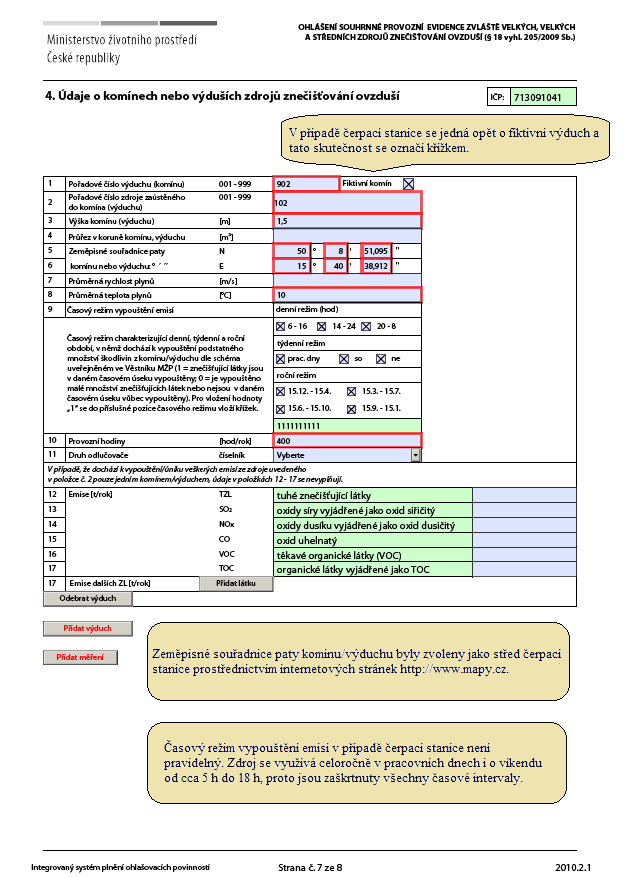 Ministerstvo životního prostředí
České republiky
OHLÁŠENÍ SOUHRNNÉ PROVOZNÍ EVIDENCE ZVLÁŠTĚ VELKÝCH, VELKÝCH
A STŘEDNÍCH ZDROJŮ ZNEČIŠŤOVÁNÍ OVZDUŠÍ (§ 18 vyhl. 205/2009 Sb.)
4. Údaje o komínech nebo výduších zdrojů znečišťování ovzduší IČP: 713091041
V případě čerpací stanice se jedná opět o fiktivní výduch a
tato skutečnost se označí křížkem.
1 Pořadové číslo výduchu (komínu) 001 - 999 902 Fiktivní komín
2 Pořadové číslo zdroje zaústěného 001 - 999 102
do komína (výduchu)
3 Výška komínu (výduchu) [m] 1,5
4 Průřez v koruně komínu, výduchu [m²]
5 Zeměpisné souřadnice paty N 50 ° 8 ' 51,095 "
6 komínu nebo výduchu: ° ´ ´´ E 15 ° 40 ' 38,912 "
7 Průměrná rychlost plynů [m/s]
8 Průměrná teplota plynů [°C] 10
9 Časový režim vypouštění emisí denní režim (hod)
6 - 16 14 - 24 20 - 8
týdenní režim
prac. dny so ne
roční režim
15.12. - 15.4. 15.3. - 15.7.
15.6. - 15.10. 15.9. - 15.1.
1111111111
Časový režim charakterizující denní, týdenní a roční
období, v němž dochází k vypouštění podstatného
množství škodlivin z komínu/výduchu dle schéma
uveřejněném ve Věstníku MŽP (1 = znečišťující látky jsou
v daném časovém úseku vypouštěny; 0 = je vypouštěno
malé množství znečišťujících látek nebo nejsou v daném
časovém úseku vůbec vypouštěny). Pro vložení hodnoty
„1" se do příslušné pozice časového režimu vloží křížek.
10 Provozní hodiny [hod/rok] 400
11 Druh odlučovače číselník Vyberte
V případě, že dochází k vypouštění/úniku veškerých emisí ze zdroje uvedeného
v položce č. 2 pouze jedním komínem/výduchem, údaje v položkách 12 - 17 se nevyplňují.
12 Emise [t/rok] TZL tuhé znečišťující látky
13 SO₂ oxidy síry vyjádřené jako oxid siřičitý
14 NOx oxidy dusíku vyjádřené jako oxid dusičitý
15 CO oxid uhelnatý
16 VOC těkavé organické látky (VOC)
17 TOC organické látky vyjádřené jako TOC
17 Emise dalších ZL [t/rok] Přidat látku
Odebrat výduch
Přidat výduch
Přidat měření
Zeměpisné souřadnice paty komínu/výduchu byly zvoleny jako střed čerpací
stanice prostřednictvím internetových stránek http://www.mapy.cz.
Časový režim vypouštění emisí v případě čerpací stanice není
pravidelný. Zdroj se využívá celoročně v pracovních dnech i o víkendu
od cca 5 h do 18 h, proto jsou zaškrtnuty všechny časové intervaly.
Integrovaný systém plnění ohlašovacích povinností Strana č. 7 ze 8 2010.2.1